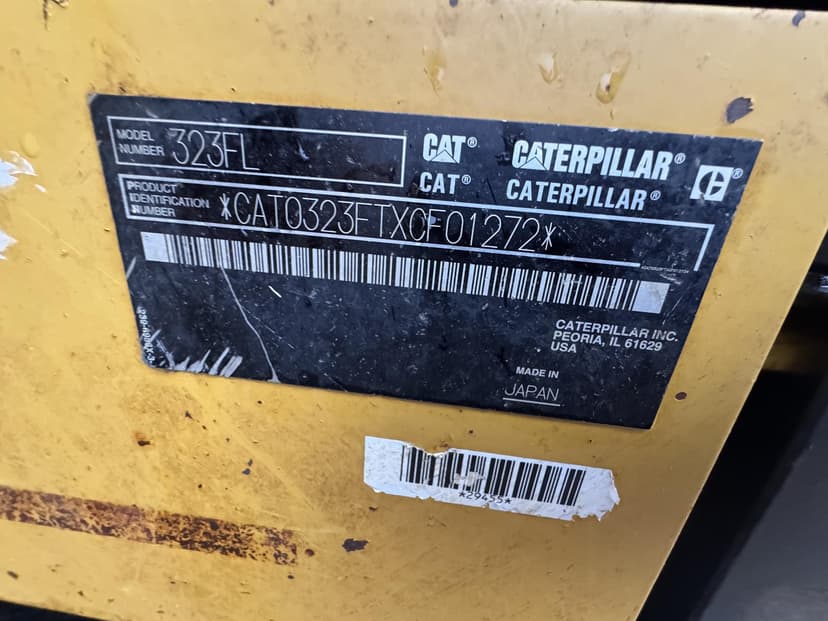 MODEL NUMBER 323FL
CAT® CATERPILLAR®
CAT® CATERPILLAR®
PRODUCT IDENTIFICATION NUMBER *CAT0323FTXCF01272*
CATERPILLAR INC.
PEORIA, IL 61629
USA
MADE IN
JAPAN
*29455*